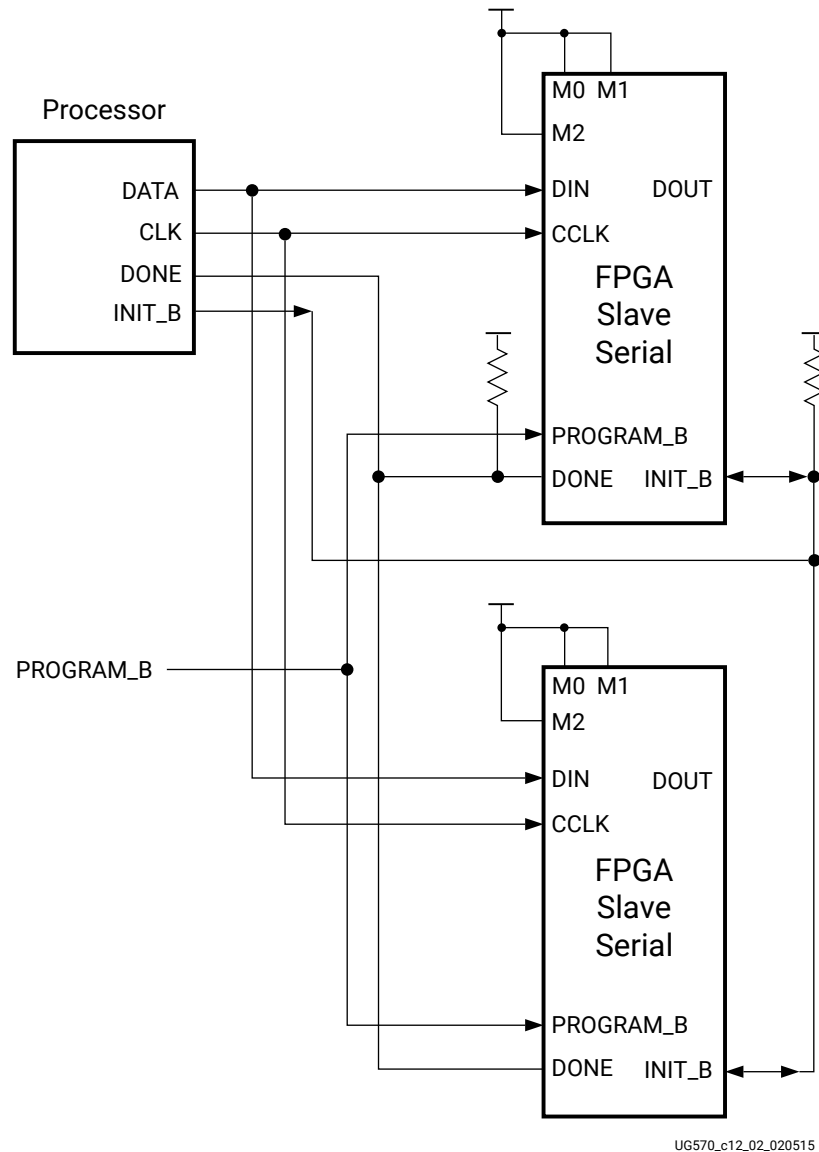 M0 M1
Processor
M2
DATA
DIN
DOUT
CLK
CCLK
DONE
INIT_B
FPGA
Slave
Serial
PROGRAM_B
DONE
INIT_B
PROGRAM_B
M0 M1
M2
DIN
DOUT
CCLK
FPGA
Slave
Serial
PROGRAM_B
DONE
INIT_B
UG570_c12_02_020515